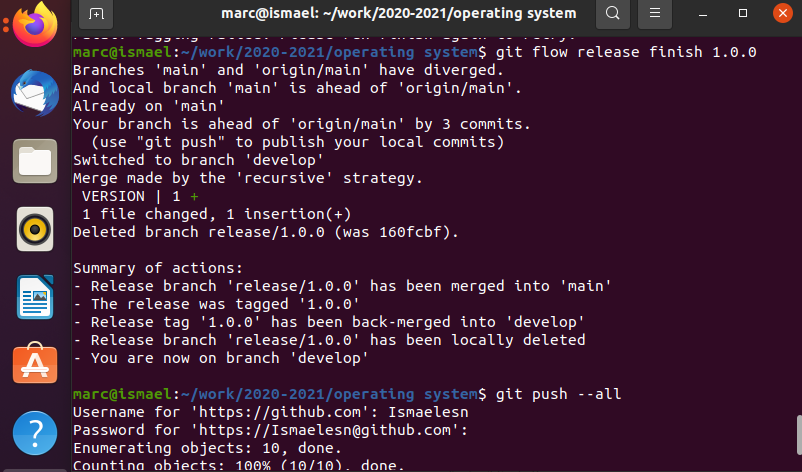 marc@ismael: ~/work/2020-2021/operating system
marc@ismael:~/work/2020-2021/operating system$ git flow release finish 1.0.0
Branches 'main' and 'origin/main' have diverged.
And local branch 'main' is ahead of 'origin/main'.
Already on 'main'
Your branch is ahead of 'origin/main' by 3 commits.
  (use "git push" to publish your local commits)
Switched to branch 'develop'
Merge made by the 'recursive' strategy.
 VERSION | 1 +
 1 file changed, 1 insertion(+)
Deleted branch release/1.0.0 (was 160fcbf).

Summary of actions:
- Release branch 'release/1.0.0' has been merged into 'main'
- The release was tagged '1.0.0'
- Release tag '1.0.0' has been back-merged into 'develop'
- Release branch 'release/1.0.0' has been locally deleted
- You are now on branch 'develop'

marc@ismael:~/work/2020-2021/operating system$ git push --all
Username for 'https://github.com': Ismaelesn
Password for 'https://Ismaelesn@github.com':
Enumerating objects: 10, done.
Counting objects: 100% (10/10), done.